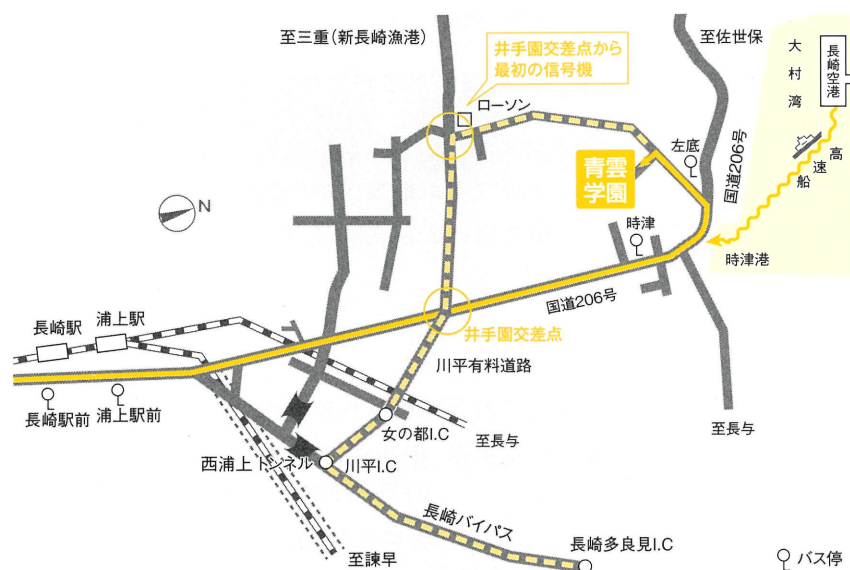 至三重（新長崎漁港）
井手園交差点から
最初の信号機
至佐世保
大村湾
長崎空港
ローソン
左底
国道206号
高速船
青雲
学園
N
時津
時津港
国道206号
長崎駅
浦上駅
井手園交差点
川平有料道路
長崎駅前
浦上駅前
女の都I.C
至長与
至長与
西浦上トンネル
川平I.C
長崎バイパス
至諫早
長崎多良見I.C
バス停